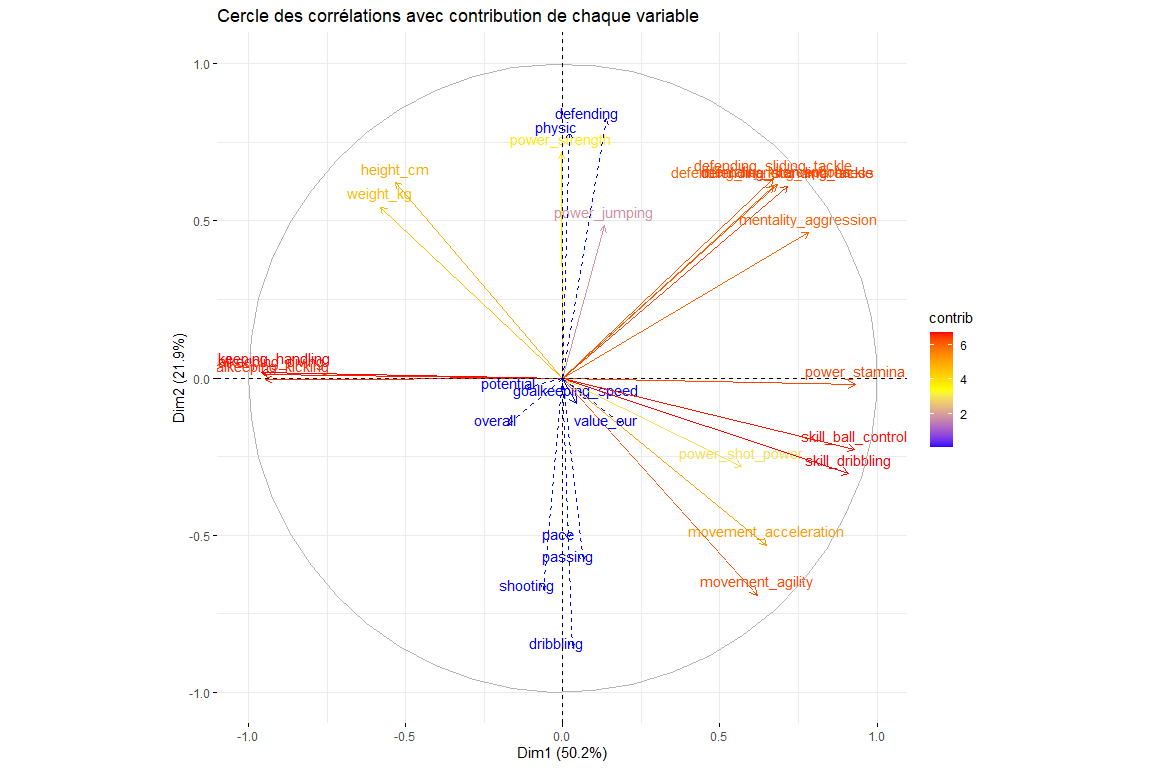 Cercle des corrélations avec contribution de chaque variable
1.0
defending
physic
power_strength
defending_sliding_tackle
height_cm
weight_kg
0.5
power_jumping
mentality_aggression
contrib
6
4
2
keeping_handling
alkeeping_kicking
0.0
power_stamina
potential
goalkeeping_speed
overall
value_eur
skill_ball_control
power_shot_power
skill_dribbling
-0.5
pace
movement_acceleration
passing
shooting
movement_agility
dribbling
-1.0
-1.0
-0.5
0.0
0.5
1.0
Dim1 (50.2%)
Dim2 (21.9%)